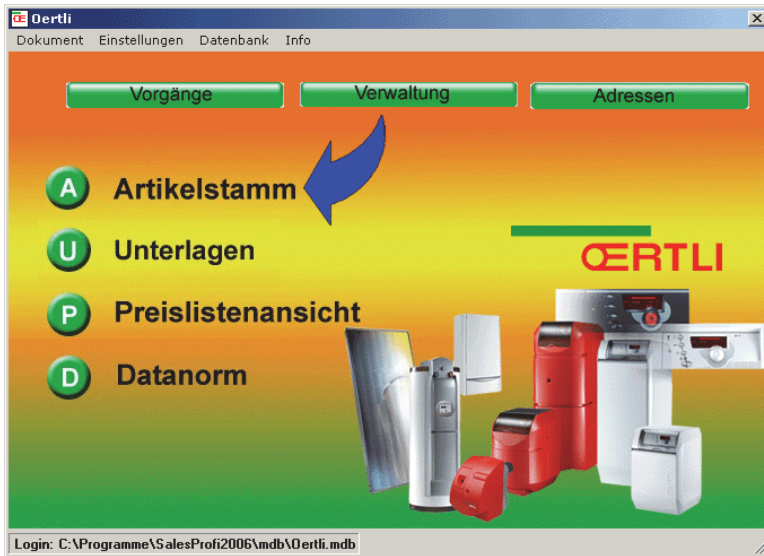 Oertli
Dokument Einstellungen Datenbank Info
Vorgänge Verwaltung Adressen
A Artikelstamm
U Unterlagen
P Preislistenansicht
D Datanorm
ŒRTLI
Login: C:\Programme\SalesProfi2006\mdb\Oertli.mdb